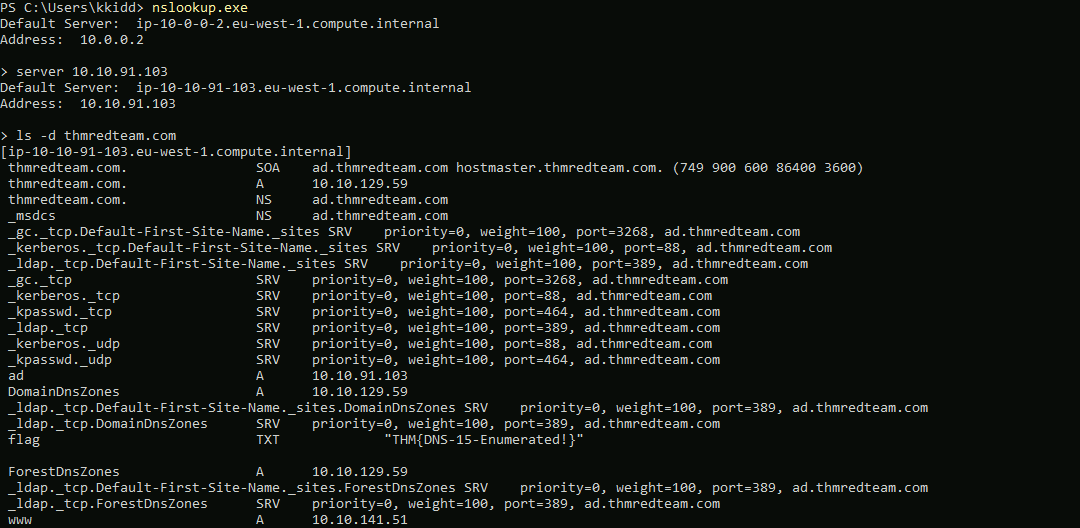 PS C:\Users\kkidd> nslookup.exe
Default Server:  ip-10-0-0-2.eu-west-1.compute.internal
Address:  10.0.0.2
> server 10.10.91.103
Default Server:  ip-10-10-91-103.eu-west-1.compute.internal
Address:  10.10.91.103
> ls -d thmredteam.com
[ip-10-10-91-103.eu-west-1.compute.internal]
thmredteam.com.                SOA    ad.thmredteam.com hostmaster.thmredteam.com. (749 900 600 86400 3600)
thmredteam.com.                A      10.10.129.59
thmredteam.com.                NS     ad.thmredteam.com
_msdcs                         NS     ad.thmredteam.com
_gc._tcp.Default-First-Site-Name._sites SRV    priority=0, weight=100, port=3268, ad.thmredteam.com
_kerberos._tcp.Default-First-Site-Name._sites SRV    priority=0, weight=100, port=88, ad.thmredteam.com
_ldap._tcp.Default-First-Site-Name._sites SRV    priority=0, weight=100, port=389, ad.thmredteam.com
_gc._tcp                       SRV    priority=0, weight=100, port=3268, ad.thmredteam.com
_kerberos._tcp                 SRV    priority=0, weight=100, port=88, ad.thmredteam.com
_kpasswd._tcp                  SRV    priority=0, weight=100, port=464, ad.thmredteam.com
_ldap._tcp                     SRV    priority=0, weight=100, port=389, ad.thmredteam.com
_kerberos._udp                 SRV    priority=0, weight=100, port=88, ad.thmredteam.com
_kpasswd._udp                  SRV    priority=0, weight=100, port=464, ad.thmredteam.com
ad                             A      10.10.91.103
DomainDnsZones                 A      10.10.129.59
_ldap._tcp.Default-First-Site-Name._sites.DomainDnsZones SRV    priority=0, weight=100, port=389, ad.thmredteam.com
_ldap._tcp.DomainDnsZones      SRV    priority=0, weight=100, port=389, ad.thmredteam.com
flag                           TXT             "THM{DNS-15-Enumerated!}"
ForestDnsZones                 A      10.10.129.59
_ldap._tcp.Default-First-Site-Name._sites.ForestDnsZones SRV    priority=0, weight=100, port=389, ad.thmredteam.com
_ldap._tcp.ForestDnsZones      SRV    priority=0, weight=100, port=389, ad.thmredteam.com
www                            A      10.10.141.51